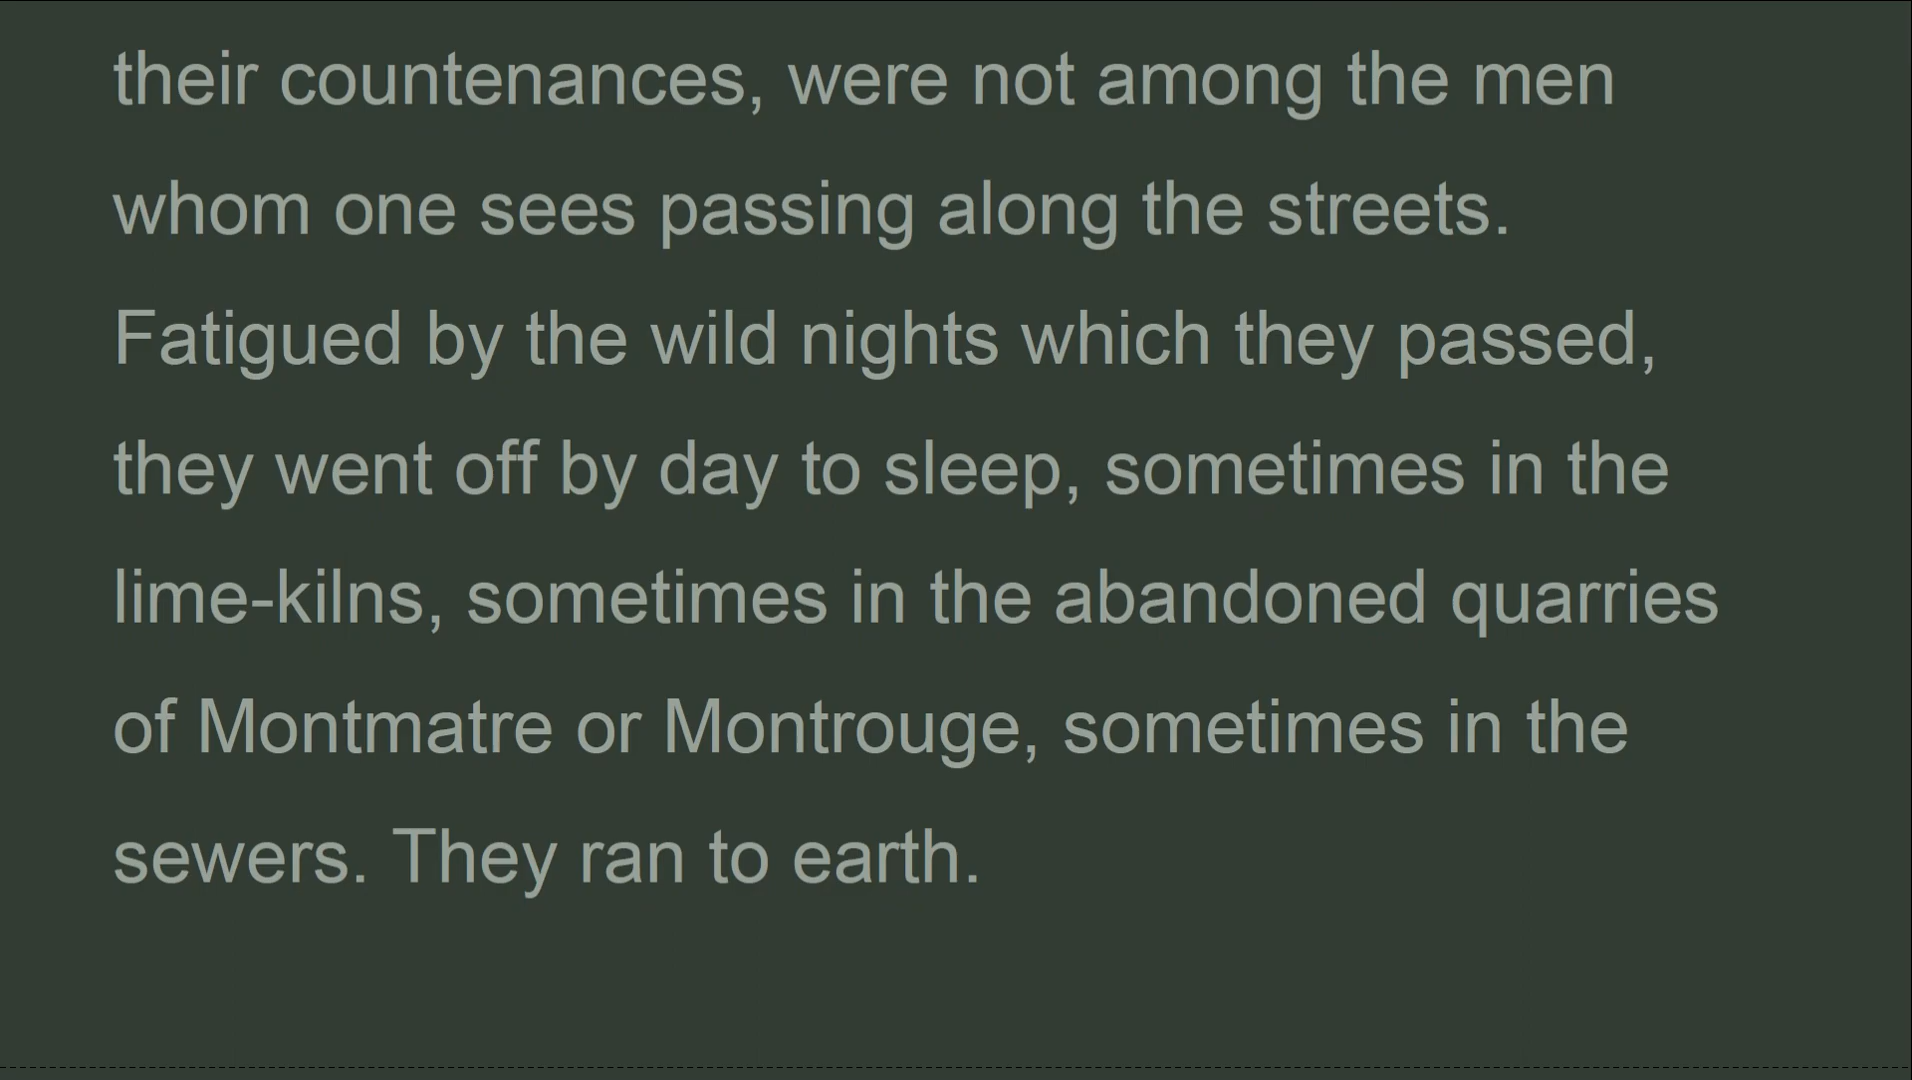 their countenances, were not among the men
whom one sees passing along the streets.
Fatigued by the wild nights which they passed,
they went off by day to sleep, sometimes in the
lime-kilns, sometimes in the abandoned quarries
of Montmatre or Montrouge, sometimes in the
sewers. They ran to earth.